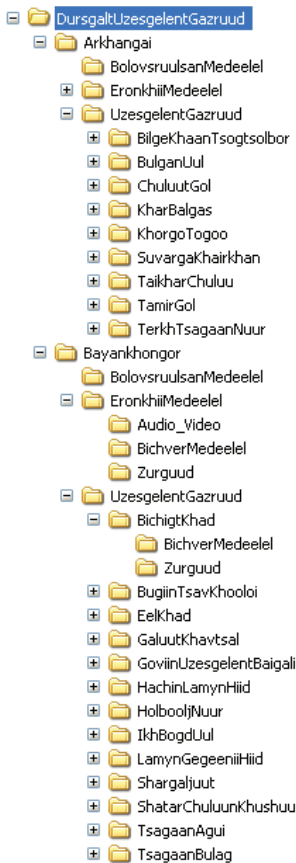 DursgaltUzesgelentGazruud
Arkhangai
BolovsruulsanMedeelel
EronkhiiMedeelel
UzesgelentGazruud
BilgeKhaanTsogtsolbor
BulganUul
ChuluutGol
KharBalgas
KhorgoTogoo
SuvargaKhairkhan
TaikharChuluu
TamirGol
TerkhTsagaanNuur
Bayankhongor
BolovsruulsanMedeelel
EronkhiiMedeelel
Audio_Video
BichverMedeelel
Zurguud
UzesgelentGazruud
BichigtKhad
BichverMedeelel
Zurguud
BugiinTsavKhooloi
EelKhad
GaluutKhavtsal
GoviinUzesgelentBaigali
HachinLamynHiid
HolbooljNuur
IkhBogdUul
LamynGegeeniiHiid
Shargaljuut
ShatarChuluunKhushuu
TsagaanAgui
TsagaanBulag